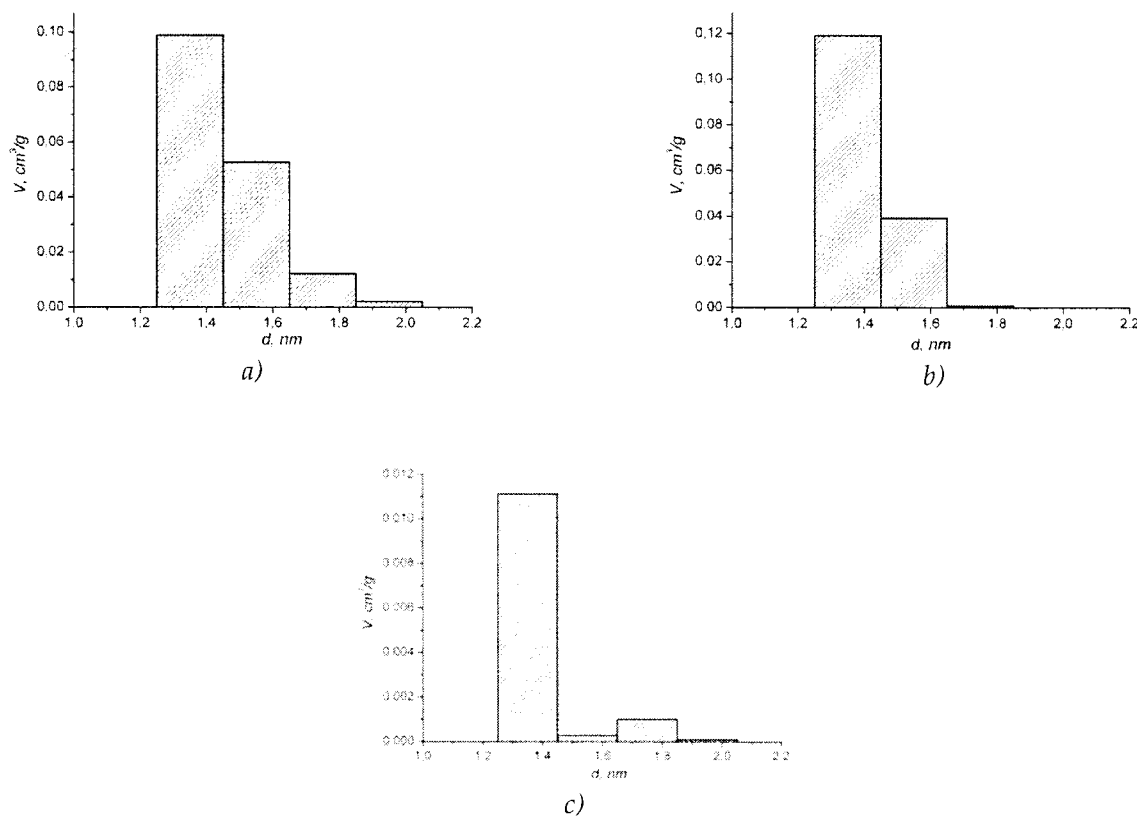 0.10
0.08
0.06
0.04
0.02
0.00
V, cm³/g
1,0 1,2 1,4 1,6 1,8 2,0 2,2
d, nm
a)
0,12
0,10
0,08
0,06
0,04
0,02
0,00
V, cm³/g
1,0 1,2 1,4 1,6 1,8 2,0 2,2
d, nm
b)
0.012
0.010
0.008
0.006
0.004
0.002
0.000
V, cm³/g
1,0 1,2 1,4 1,6 1,8 2,0 2,2
d, nm
c)